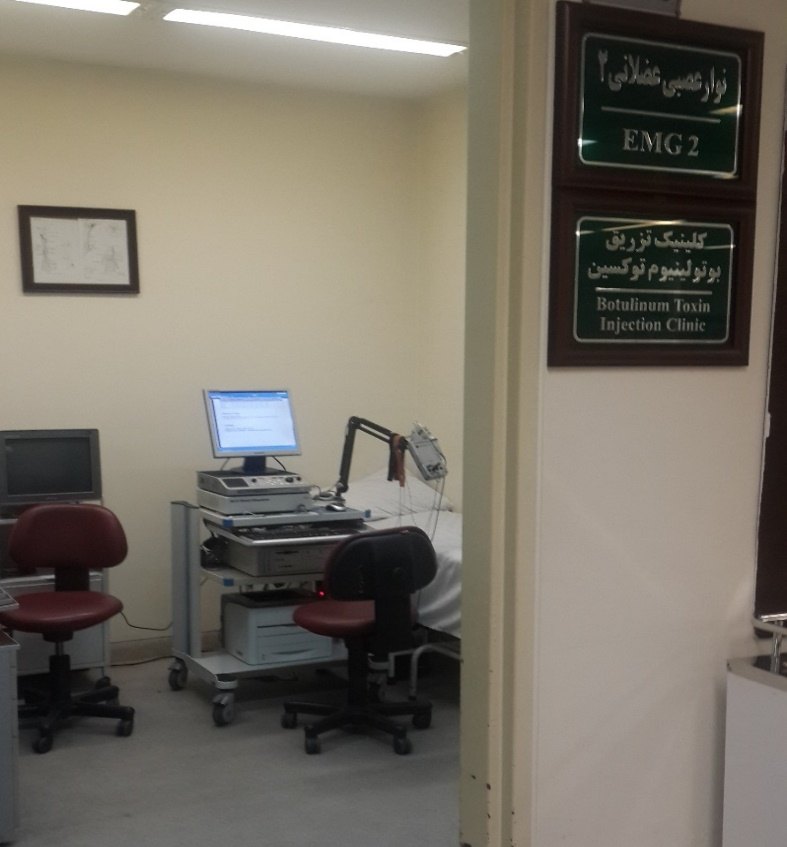 نوار عصبی عضلانی ۲
EMG 2
کلینیک تزریق
بوتولینیوم توکسین
Botulinum Toxin
Injection Clinic